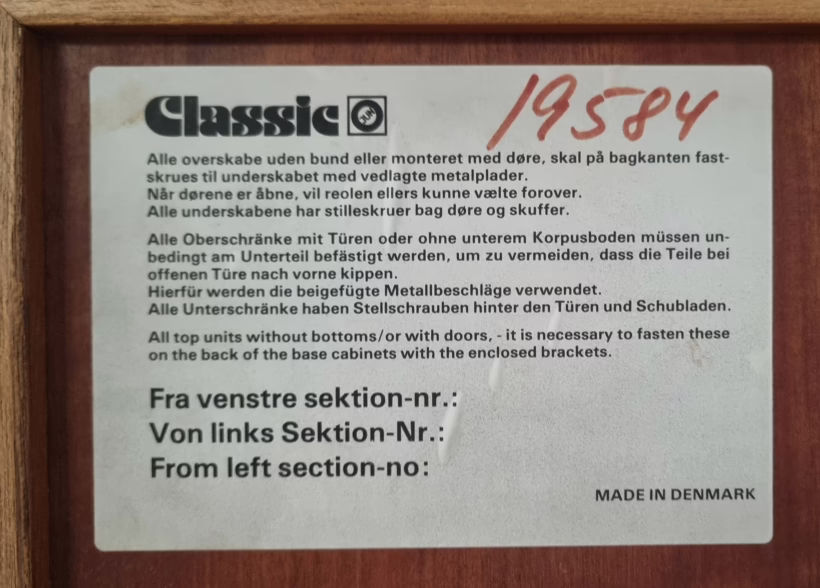 Classic JUN 19584
Alle overskabe uden bund eller monteret med døre, skal på bagkanten fast-
skrues til underskabet med vedlagte metalplader.
Når dørene er åbne, vil reolen ellers kunne vælte forover.
Alle underskabene har stilleskruer bag døre og skuffer.
Alle Oberschränke mit Türen oder ohne unterem Korpusboden müssen un-
bedingt am Unterteil befästigt werden, um zu vermeiden, dass die Teile bei
offenen Türe nach vorne kippen.
Hierfür werden die beigefügte Metallbeschläge verwendet.
Alle Unterschränke haben Stellschrauben hinter den Türen und Schubladen.
All top units without bottoms/or with doors, - it is necessary to fasten these
on the back of the base cabinets with the enclosed brackets.
Fra venstre sektion-nr.:
Von links Sektion-Nr.:
From left section-no:
MADE IN DENMARK